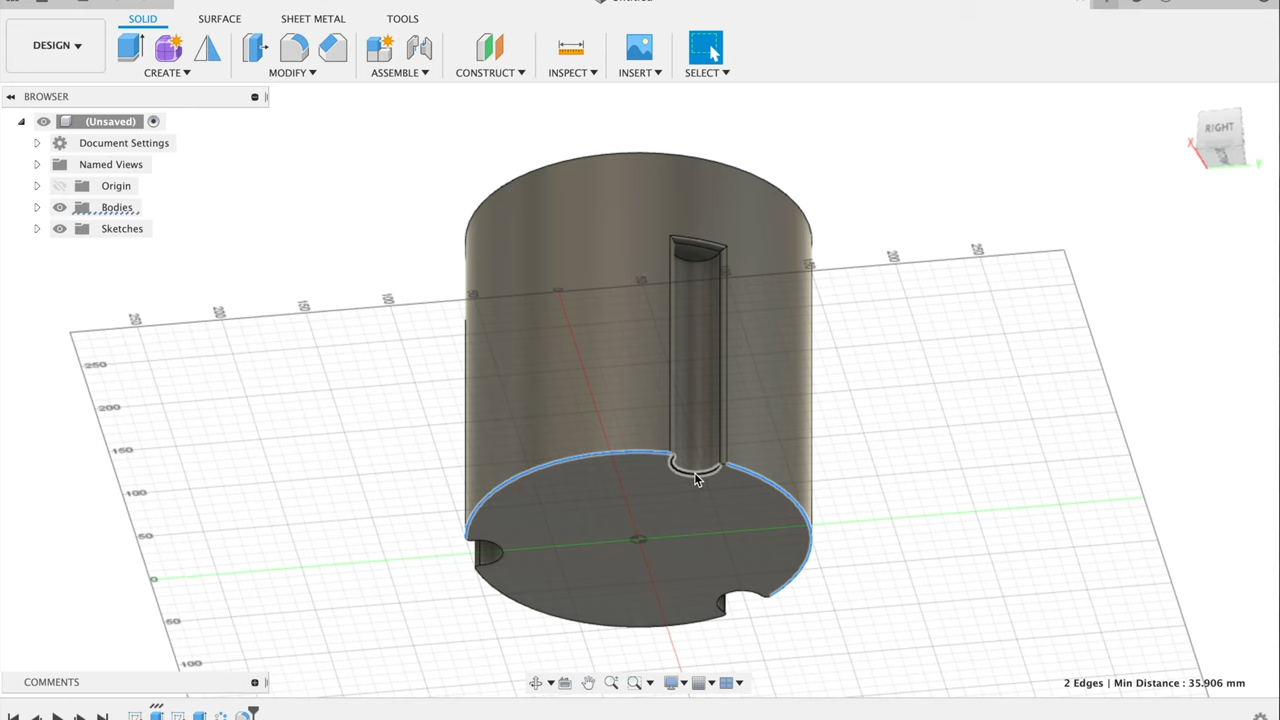 Untitled
SOLID SURFACE SHEET METAL TOOLS
DESIGN
CREATE MODIFY ASSEMBLE CONSTRUCT INSPECT INSERT SELECT
BROWSER
(Unsaved)
Document Settings
Named Views
Origin
Bodies
Sketches
RIGHT
X
Y
250 200 150 100 50 0 50 150 200 250
250
200
150
100
50
0
50
100
COMMENTS
2 Edges | Min Distance : 35.906 mm